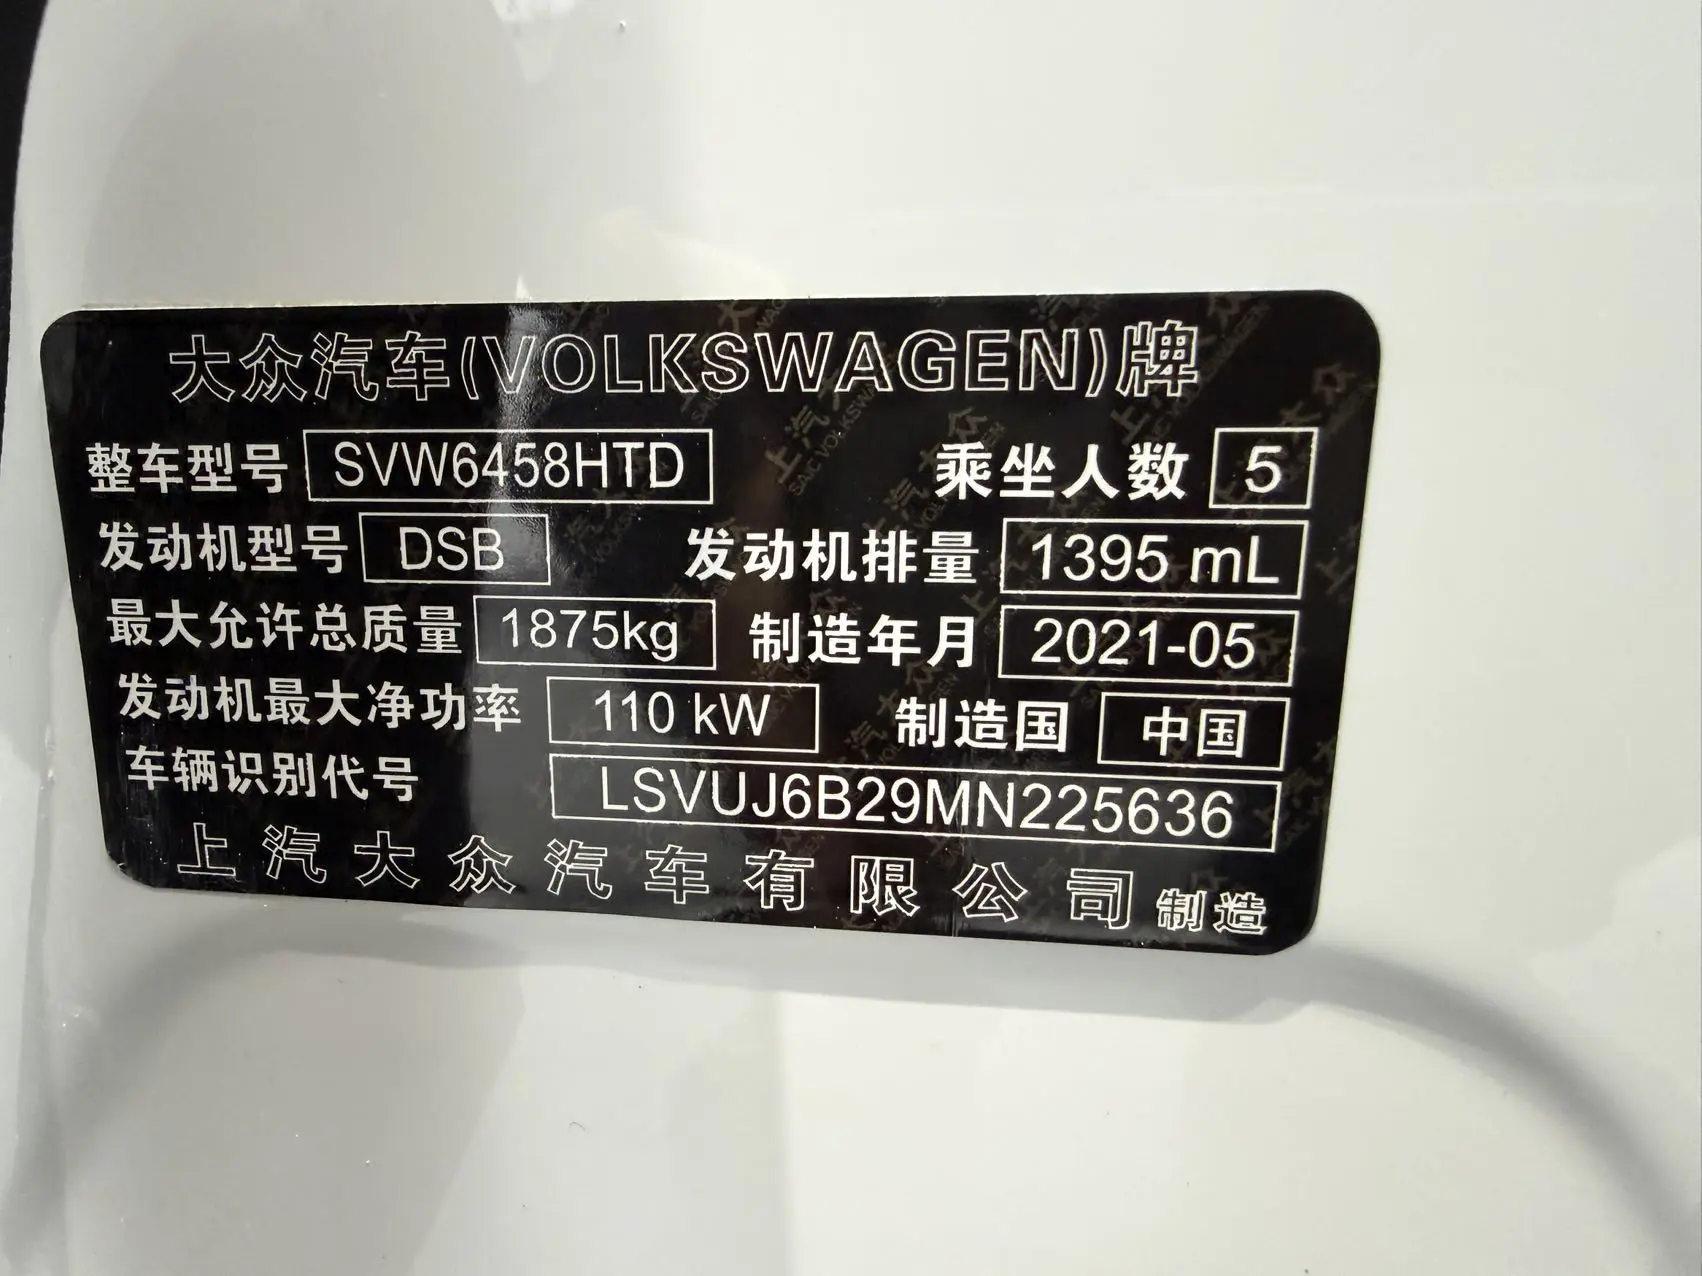 大众汽车(VOLKSWAGEN)牌
整车型号 SVW6458HTD 乘坐人数 5
发动机型号 DSB 发动机排量 1395 mL
最大允许总质量 1875kg 制造年月 2021-05
发动机最大净功率 110 kW 制造国 中国
车辆识别代号 LSVUJ6B29MN225636
上汽大众汽车有限公司制造